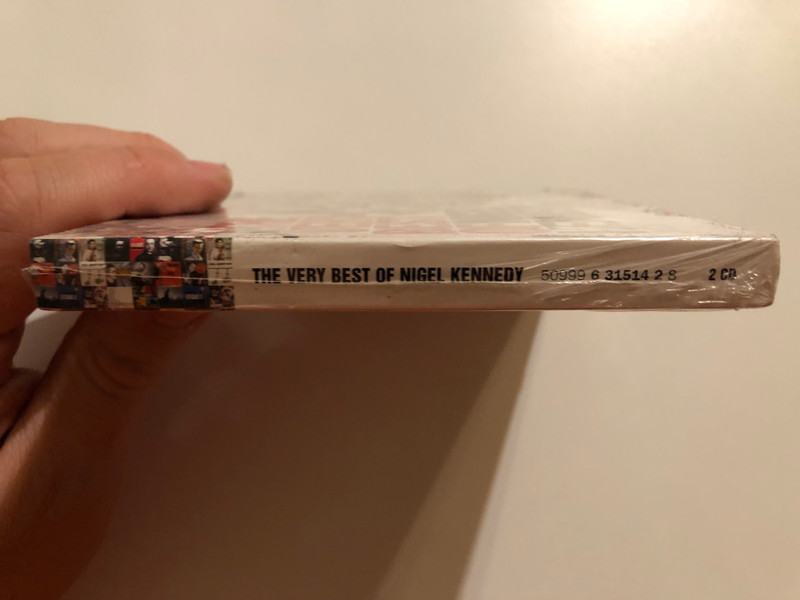 THE VERY BEST OF NIGEL KENNEDY 50999 6 31514 2 8 2 CD